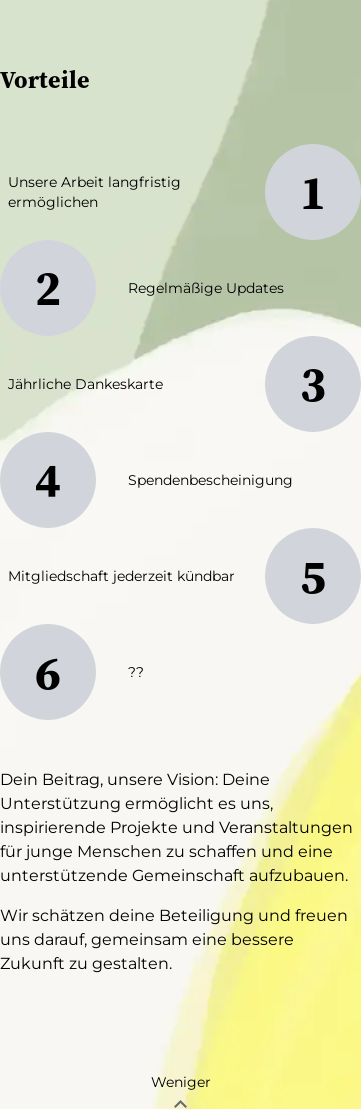 Vorteile
Unsere Arbeit langfristig
ermöglichen
1
2
Regelmäßige Updates
Jährliche Dankeskarte
3
4
Spendenbescheinigung
Mitgliedschaft jederzeit kündbar
5
6
??
Dein Beitrag, unsere Vision: Deine
Unterstützung ermöglicht es uns,
inspirierende Projekte und Veranstaltungen
für junge Menschen zu schaffen und eine
unterstützende Gemeinschaft aufzubauen.
Wir schätzen deine Beteiligung und freuen
uns darauf, gemeinsam eine bessere
Zukunft zu gestalten.
Weniger